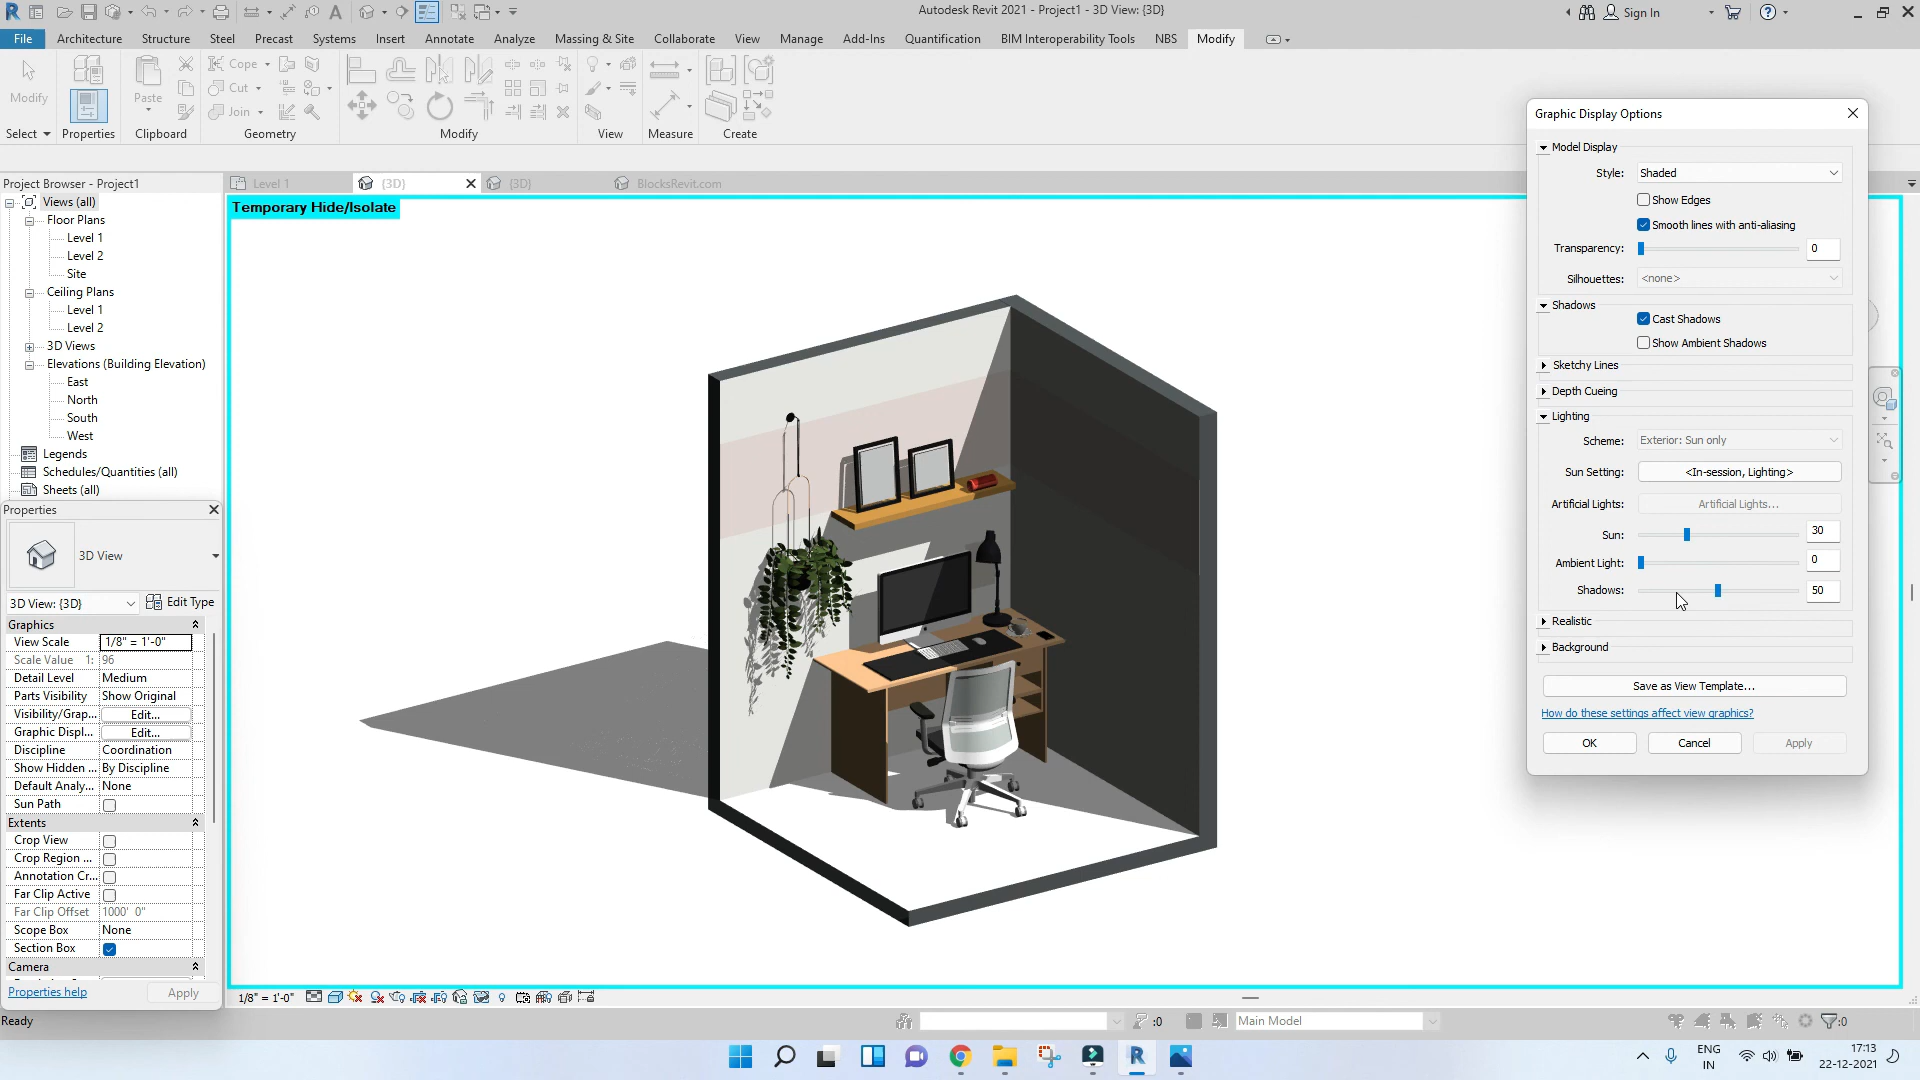 Autodesk Revit 2021 - Project1 - 3D View: {3D}
Sign In
File Architecture Structure Steel Precast Systems Insert Annotate Analyze Massing & Site Collaborate View Manage Add-Ins Quantification BIM Interoperability Tools NBS Modify
Modify
Paste
Cope
Cut
Join
Select Properties Clipboard Geometry Modify View Measure Create
Project Browser - Project1
Level 1
{3D}
{3D}
BlocksRevit.com
Temporary Hide/Isolate
Views (all)
Floor Plans
Level 1
Level 2
Site
Ceiling Plans
Level 1
Level 2
3D Views
Elevations (Building Elevation)
East
North
South
West
Legends
Schedules/Quantities (all)
Sheets (all)
Properties
3D View
3D View: {3D} Edit Type
Graphics
View Scale 1/8" = 1'-0"
Scale Value 1: 96
Detail Level Medium
Parts Visibility Show Original
Visibility/Grap... Edit...
Graphic Displ... Edit...
Discipline Coordination
Show Hidden ... By Discipline
Default Analy... None
Sun Path
Extents
Crop View
Crop Region ...
Annotation Cr...
Far Clip Active
Far Clip Offset 1000' 0"
Scope Box None
Section Box
Camera
Properties help Apply
1/8" = 1'-0"
Ready
:0
Main Model
:0
Graphic Display Options
Model Display
Style: Shaded
Show Edges
Smooth lines with anti-aliasing
Transparency: 0
Silhouettes: <none>
Shadows
Cast Shadows
Show Ambient Shadows
Sketchy Lines
Depth Cueing
Lighting
Scheme: Exterior: Sun only
Sun Setting: <In-session, Lighting>
Artificial Lights: Artificial Lights...
Sun: 30
Ambient Light: 0
Shadows: 50
Realistic
Background
Save as View Template...
How do these settings affect view graphics?
OK Cancel Apply
ENG
IN
17:13
22-12-2021